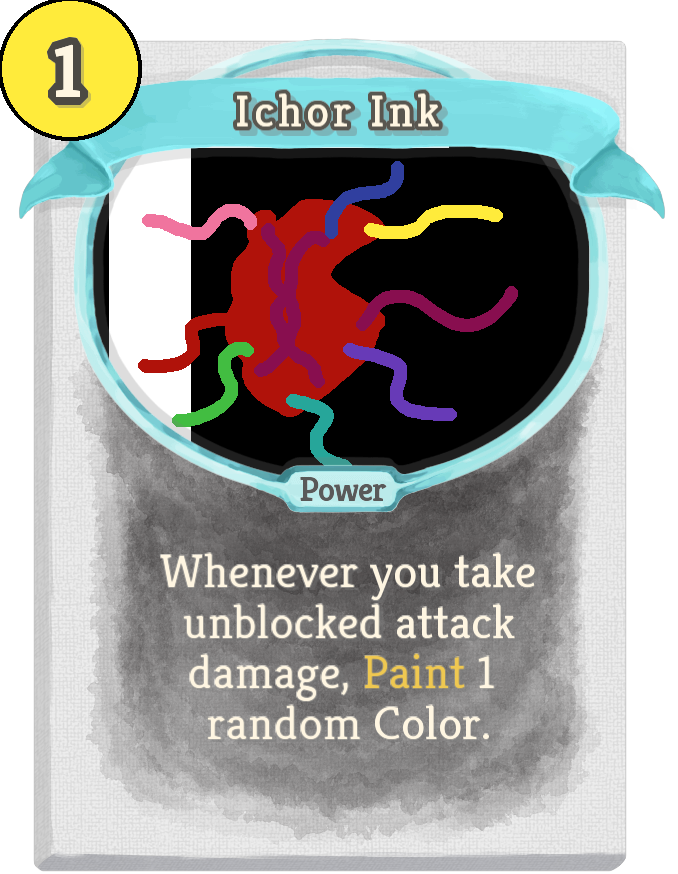 1
Ichor Ink
Power
Whenever you take
unblocked attack
damage, Paint 1
random Color.